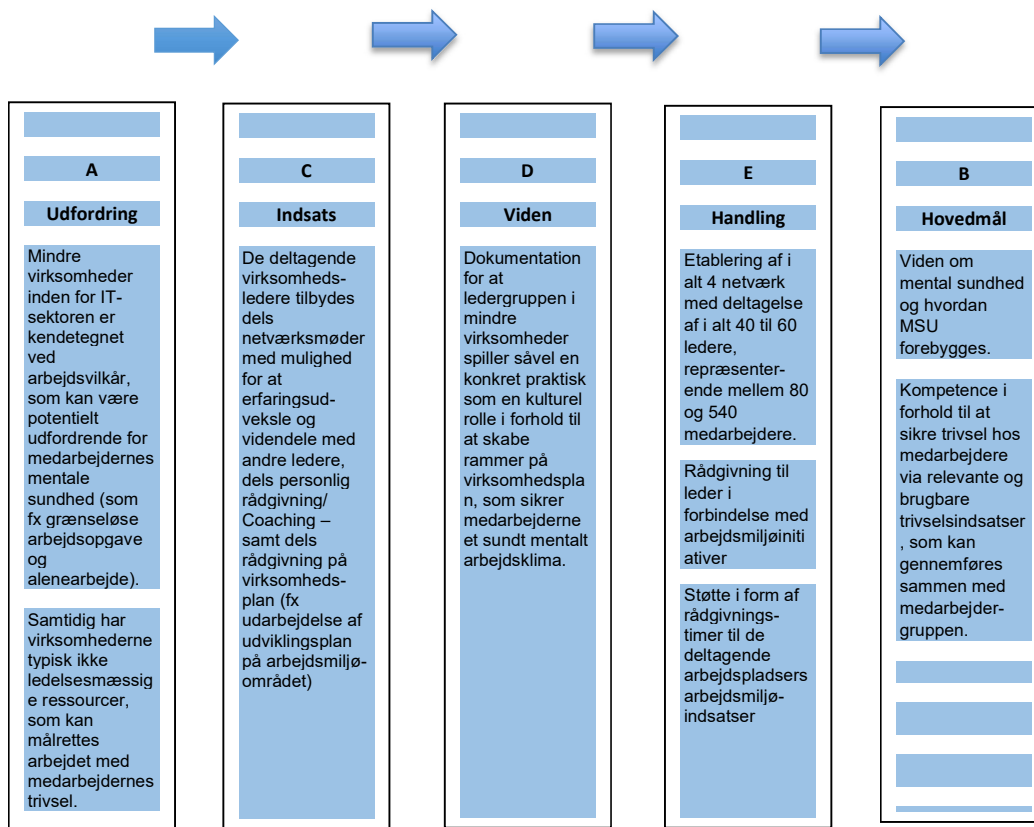 A
Udfordring
Mindre
virksomheder
inden for IT-
sektoren er
kendetegnet
ved
arbejdsvilkår,
som kan være
potentielt
udfordrende for
medarbejdernes
mentale
sundhed (som
fx grænseløse
arbejdsopgave
og
alenearbejde).
Samtidig har
virksomhederne
typisk ikke
ledelsesmæssig
e ressourcer,
som kan
målrettes
arbejdet med
medarbejdernes
trivsel.
C
Indsats
De deltagende
virksomheds-
ledere tilbydes
dels
netværksmøder
med mulighed
for at
erfaringsud-
veksle og
videndele med
andre ledere,
dels personlig
rådgivning/
Coaching –
samt dels
rådgivning på
virksomheds-
plan (fx
udarbejdelse af
udviklingsplan
på arbejdsmiljø-
området)
D
Viden
Dokumentation
for at
ledergruppen i
mindre
virksomheder
spiller såvel en
konkret praktisk
som en kulturel
rolle i forhold til
at skabe
rammer på
virksomhedspla
n, som sikrer
medarbejderne
et sundt mentalt
arbejdsklima.
E
Handling
Etablering af i
alt 4 netværk
med deltagelse
af i alt 40 til 60
ledere,
repræsenter-
ende mellem 80
og 540
medarbejdere.
Rådgivning til
leder i
forbindelse med
arbejdsmiljøiniti
ativer
Støtte i form af
rådgivnings-
timer til de
deltagende
arbejdspladsers
arbejdsmiljø-
indsatser
B
Hovedmål
Viden om
mental sundhed
og hvordan
MSU
forebygges.
Kompetence i
forhold til at
sikre trivsel hos
medarbejdere
via relevante og
brugbare
trivselsindsatser
, som kan
gennemføres
sammen med
medarbejder-
gruppen.